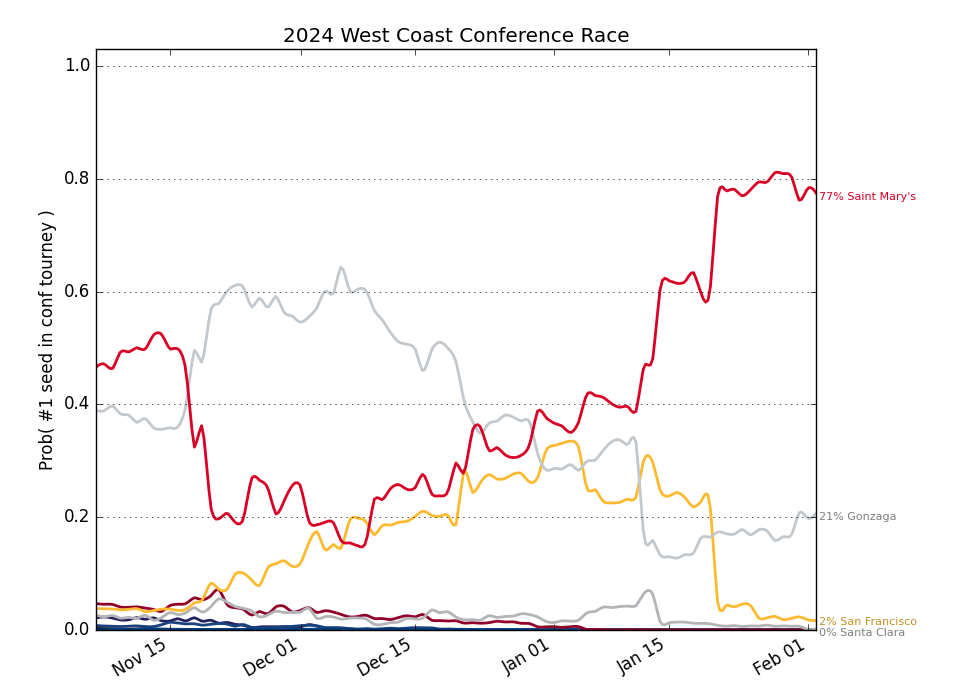 2024 West Coast Conference Race
Prob( #1 seed in conf tourney )
1.0
0.8
0.6
0.4
0.2
0.0
77% Saint Mary's
21% Gonzaga
2% San Francisco
0% Santa Clara
Nov 15
Dec 01
Dec 15
Jan 01
Jan 15
Feb 01